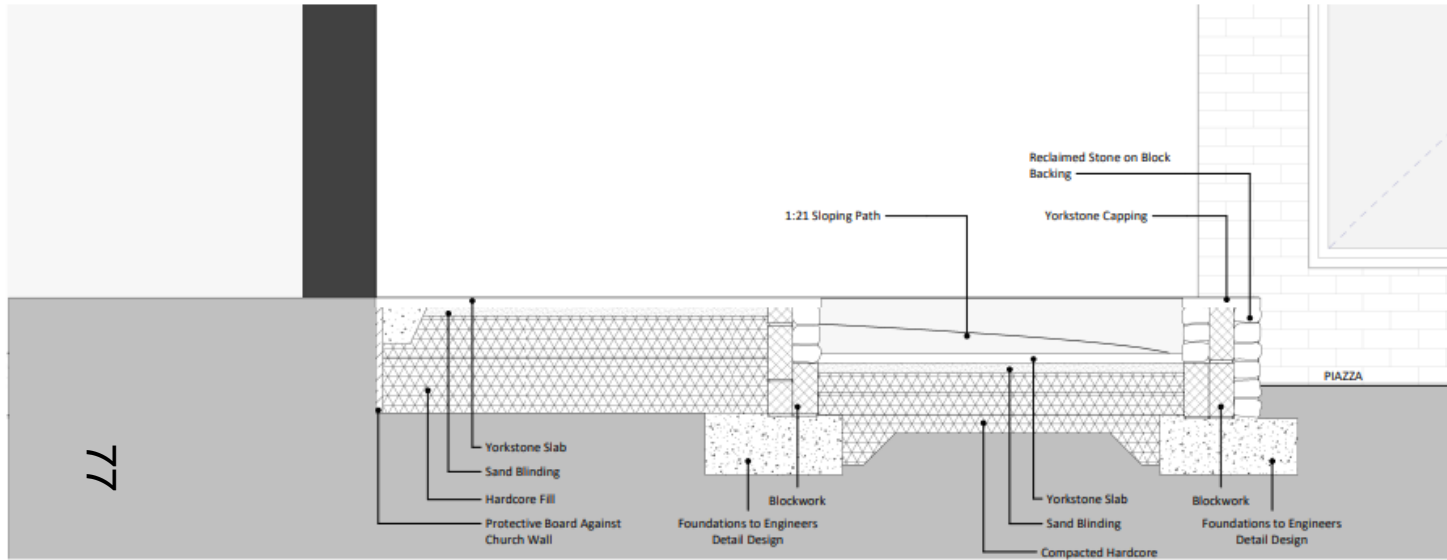 Reclaimed Stone on Block
Backing
1:21 Sloping Path
Yorkstone Capping
PIAZZA
Yorkstone Slab
Sand Blinding
Hardcore Fill
Protective Board Against
Church Wall
Blockwork
Foundations to Engineers
Detail Design
Yorkstone Slab
Sand Blinding
Compacted Hardcore
Blockwork
Foundations to Engineers
Detail Design
77